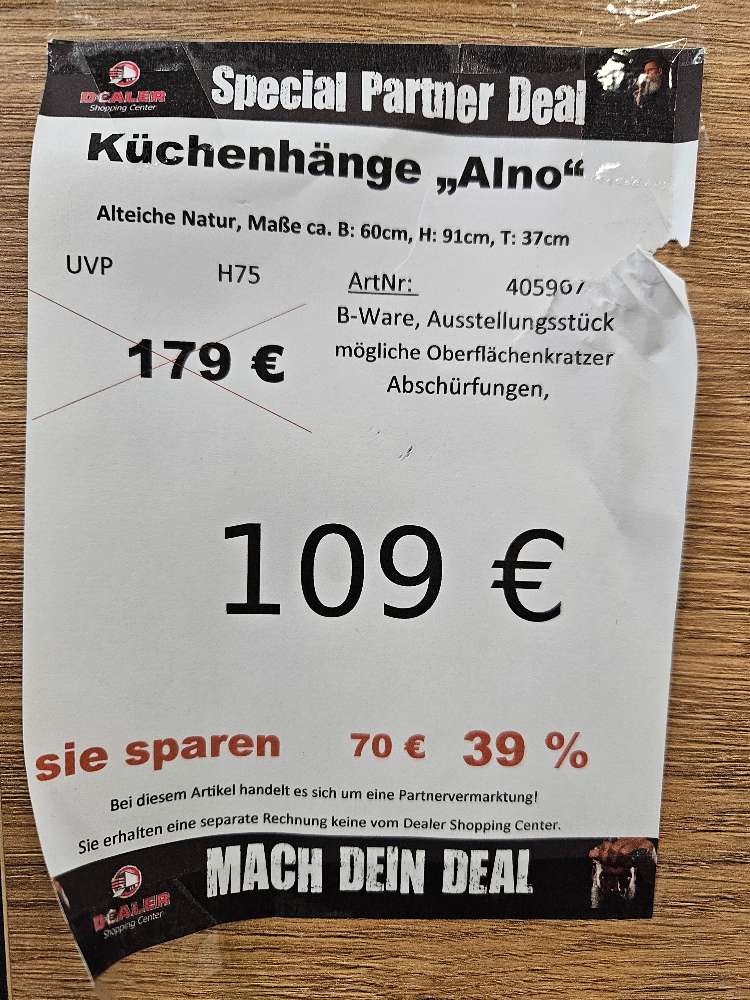 DEALER
Shopping Center
Special Partner Deal
Küchenhänge „Alno“
Alteiche Natur, Maße ca. B: 60cm, H: 91cm, T: 37cm
UVP H75 ArtNr: 405907
B-Ware, Ausstellungsstück
179 €
mögliche Oberflächenkratzer
Abschürfungen,
109 €
sie sparen 70 € 39 %
Bei diesem Artikel handelt es sich um eine Partnervermarktung!
Sie erhalten eine separate Rechnung keine vom Dealer Shopping Center.
DEALER
Shopping Center
MACH DEIN DEAL